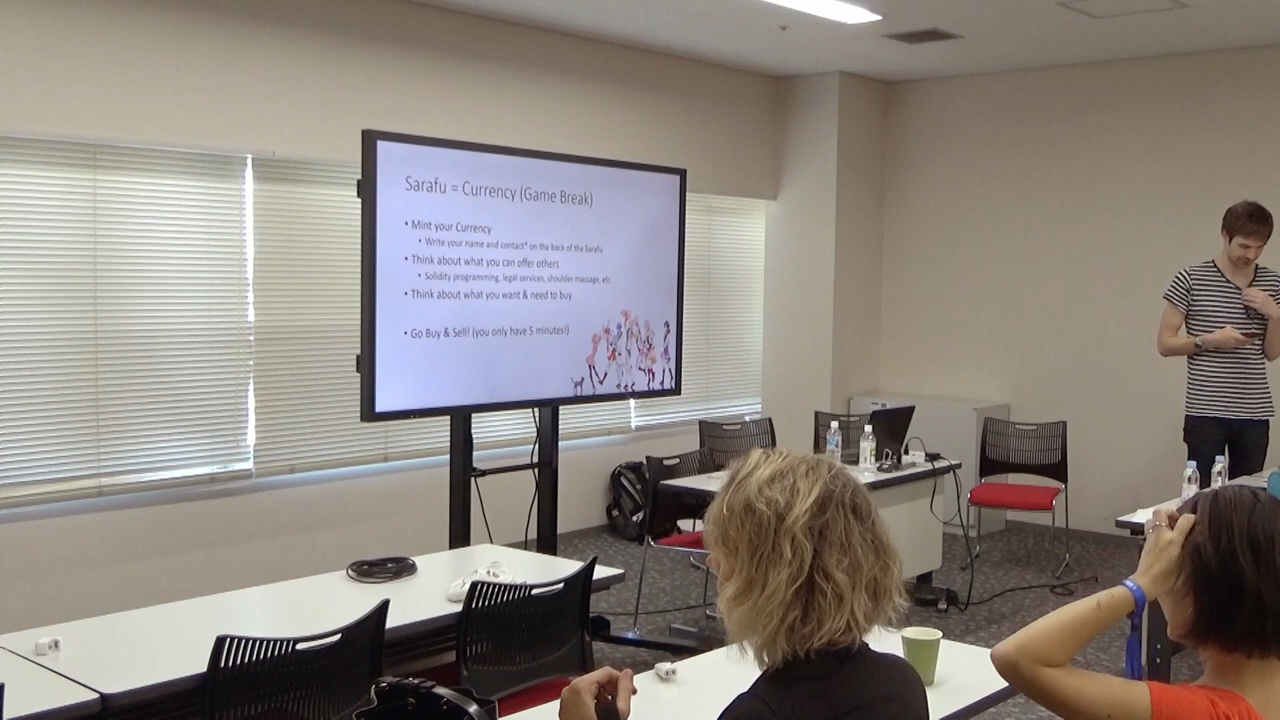 Sarafu = Currency (Game Break)
• Mint your Currency
• Write your name and contact* on the back of the Sarafu
• Think about what you can offer others
• Solidity programming, legal services, shoulder massage, etc.
• Think about what you want & need to buy
• Go Buy & Sell! (you only have 5 minutes!)